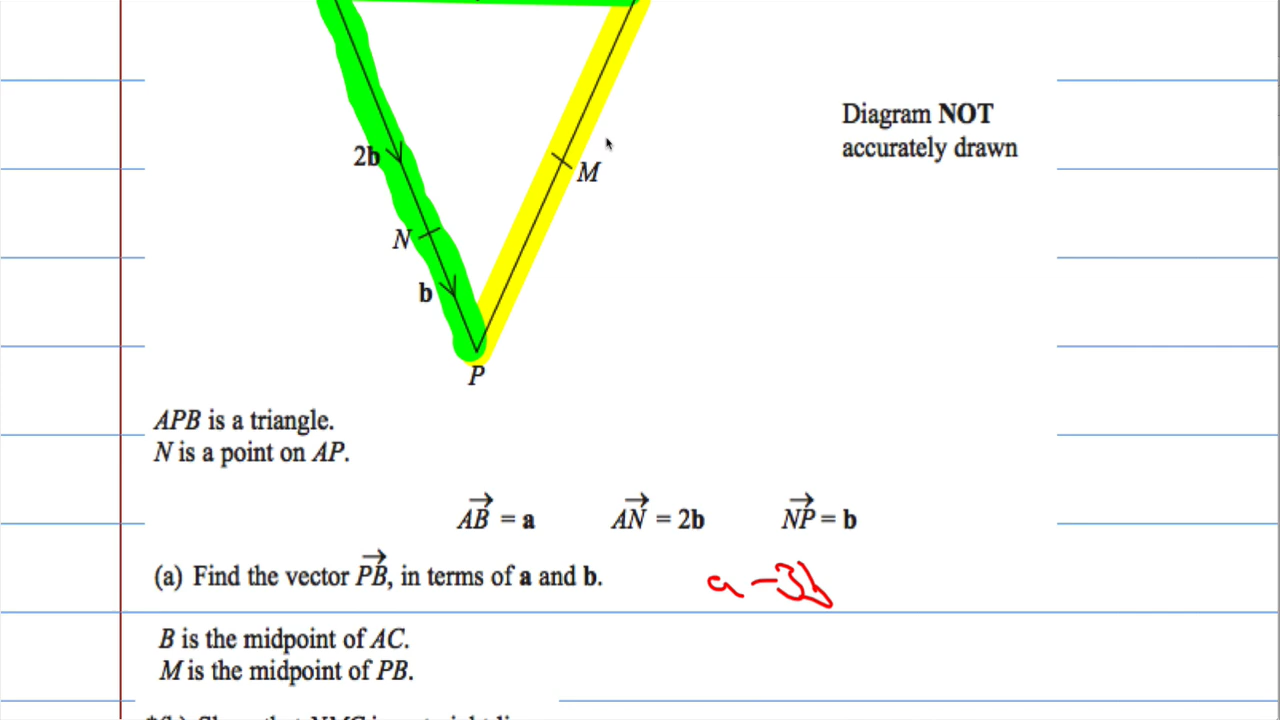 Diagram NOT
accurately drawn
2b
M
N
b
P
APB is a triangle.
N is a point on AP.
AB = a AN = 2b NP = b
(a) Find the vector PB, in terms of a and b.
a - 3b
B is the midpoint of AC.
M is the midpoint of PB.